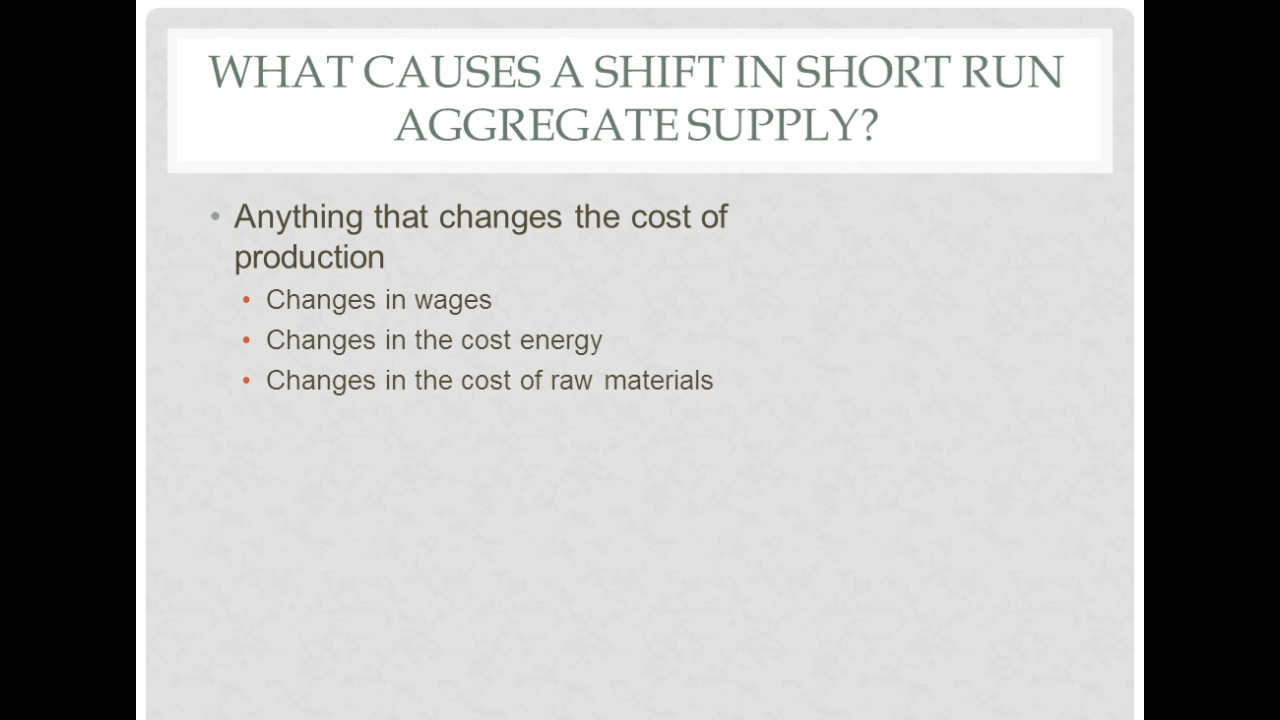 WHAT CAUSES A SHIFT IN SHORT RUN
AGGREGATE SUPPLY?
• Anything that changes the cost of
production
• Changes in wages
• Changes in the cost energy
• Changes in the cost of raw materials